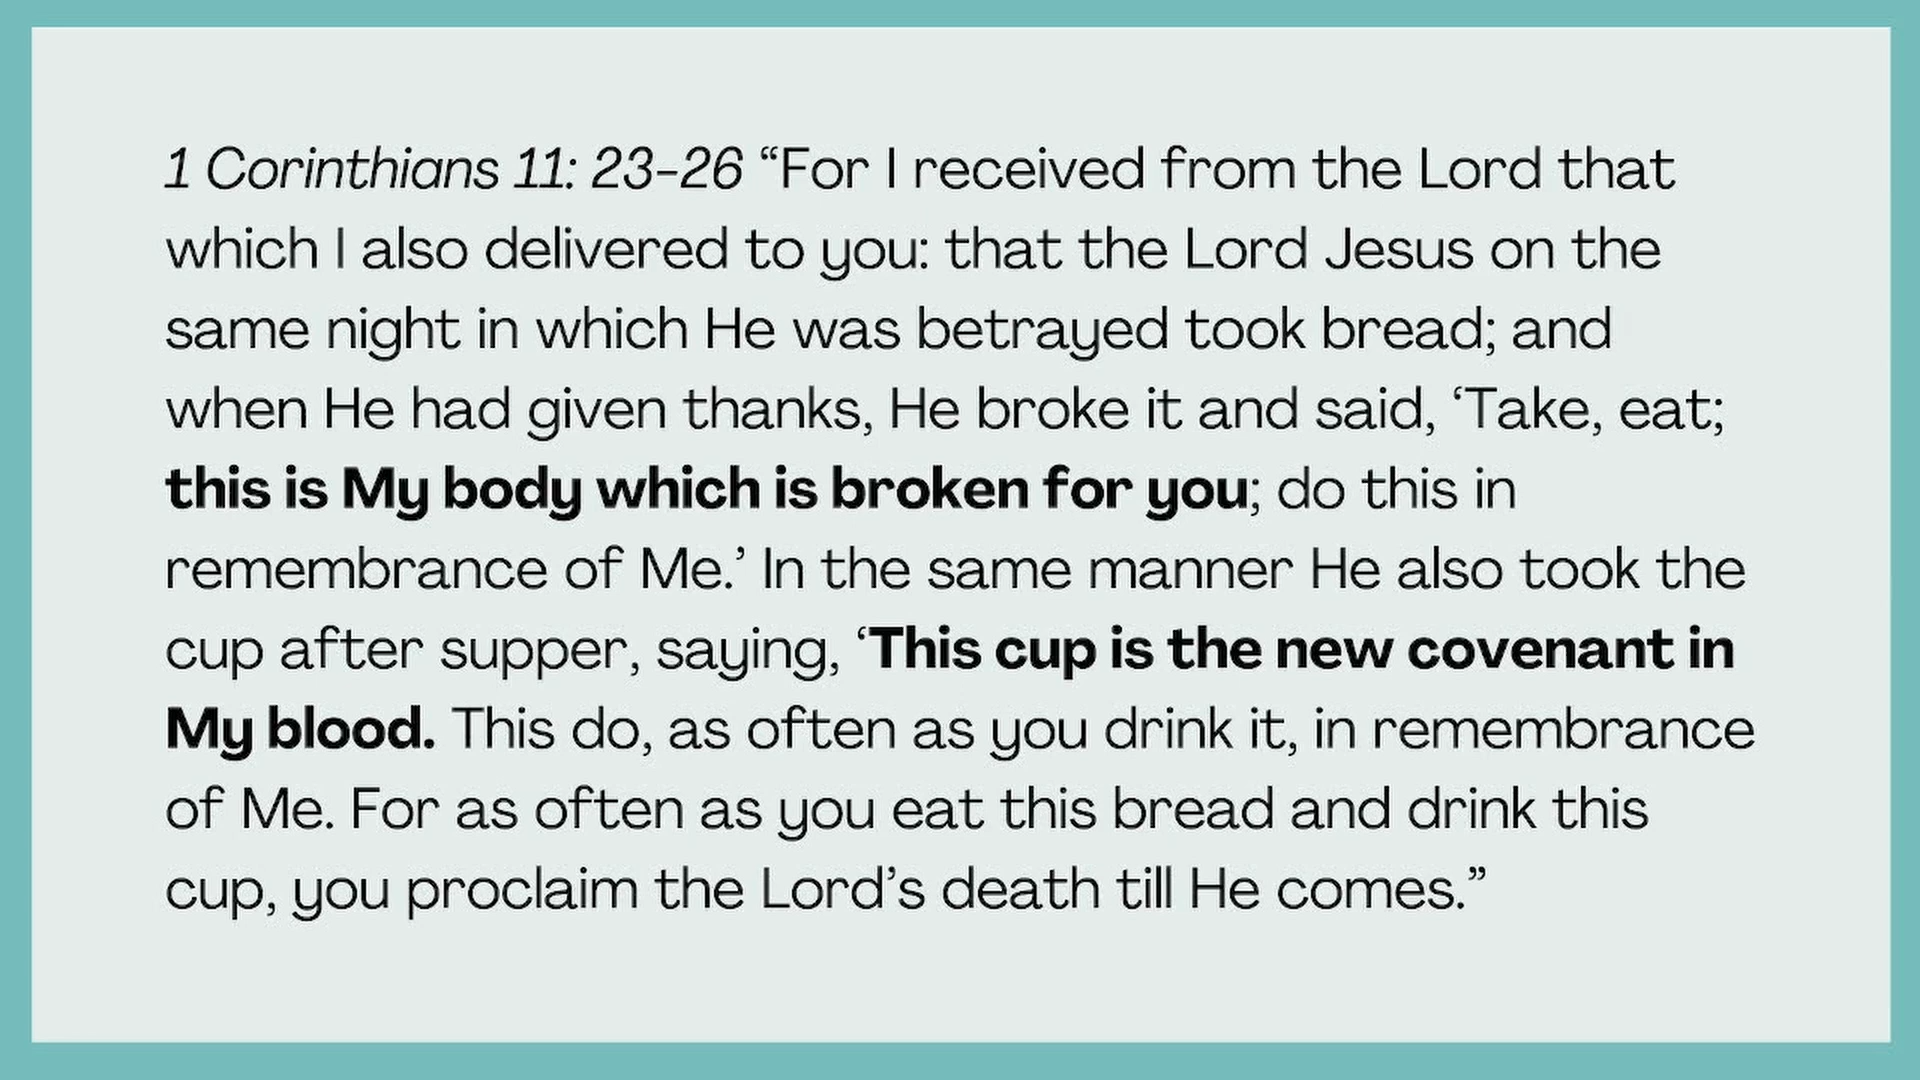 1 Corinthians 11: 23-26 “For I received from the Lord that
which I also delivered to you: that the Lord Jesus on the
same night in which He was betrayed took bread; and
when He had given thanks, He broke it and said, ‘Take, eat;
this is My body which is broken for you; do this in
remembrance of Me.’ In the same manner He also took the
cup after supper, saying, ‘This cup is the new covenant in
My blood. This do, as often as you drink it, in remembrance
of Me. For as often as you eat this bread and drink this
cup, you proclaim the Lord’s death till He comes.”